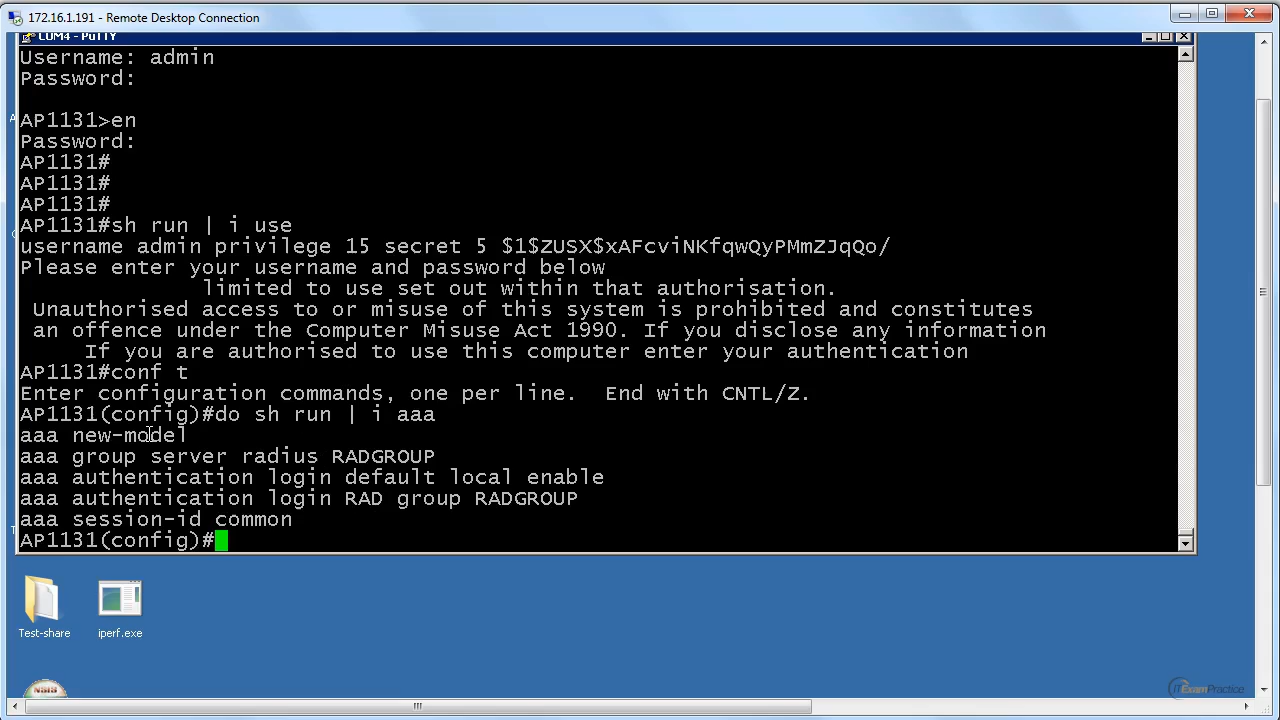 172.16.1.191 - Remote Desktop Connection
COM4 - PuTTY
Username: admin
Password:
AP1131>en
Password:
AP1131#
AP1131#
AP1131#
AP1131#sh run | i use
username admin privilege 15 secret 5 $1$ZUSX$xAFcviNKfqwQyPMmZJqQo/
Please enter your username and password below
limited to use set out within that authorisation.
Unauthorised access to or misuse of this system is prohibited and constitutes
an offence under the Computer Misuse Act 1990. If you disclose any information
If you are authorised to use this computer enter your authentication
AP1131#conf t
Enter configuration commands, one per line.  End with CNTL/Z.
AP1131(config)#do sh run | i aaa
aaa new-model
aaa group server radius RADGROUP
aaa authentication login default local enable
aaa authentication login RAD group RADGROUP
aaa session-id common
AP1131(config)#
Test-share
iperf.exe
ITExamPractice